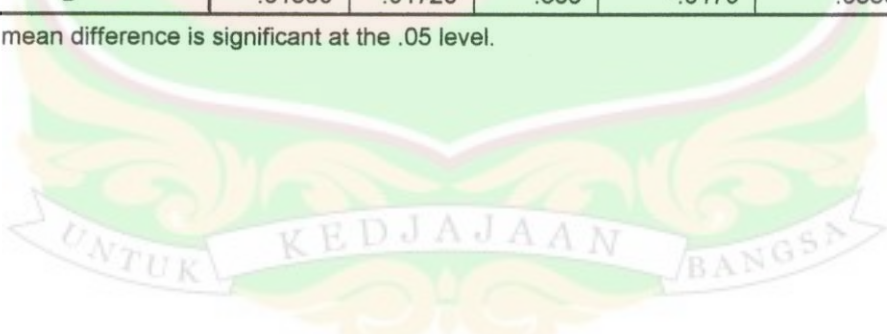 mean difference is significant at the .05 level.
UNTUK KEDJAJAAN BANGSA